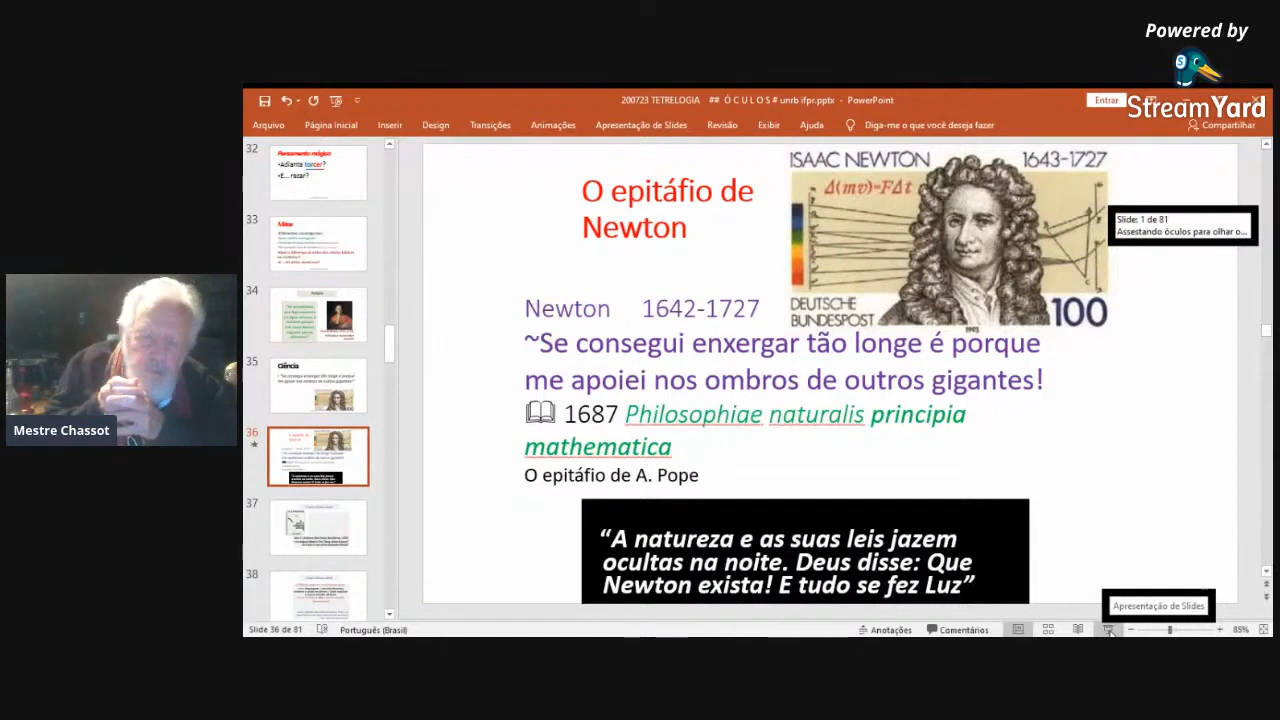 Powered by
StreamYard
200723 TETRELOGIA ## Ó C U L O S # unrb ifpr.pptx - PowerPoint
Entrar
Arquivo Página Inicial Inserir Design Transições Animações Apresentação de Slides Revisão Exibir Ajuda Diga-me o que você deseja fazer
Compartilhar
32
Pensamento mágico
•Adianta torcer?
•E... rezar?
33
Mitos
34
Religião
35
Ciência
36
37
38
O epitáfio de
Newton
ISAAC NEWTON 1643-1727
Δ(mv)=FΔt
DEUTSCHE
BUNDESPOST
1993
100
Slide: 1 de 81
Assestando óculos para olhar o...
Newton 1642-1727
~Se consegui enxergar tão longe é porque
me apoiei nos ombros de outros gigantes!
1687 Philosophiae naturalis principia
mathematica
O epitáfio de A. Pope
“A natureza e as suas leis jazem
ocultas na noite. Deus disse: Que
Newton exista! E tudo se fez Luz”
Mestre Chassot
Apresentação de Slides
Slide 36 de 81 Português (Brasil) Anotações Comentários 85%